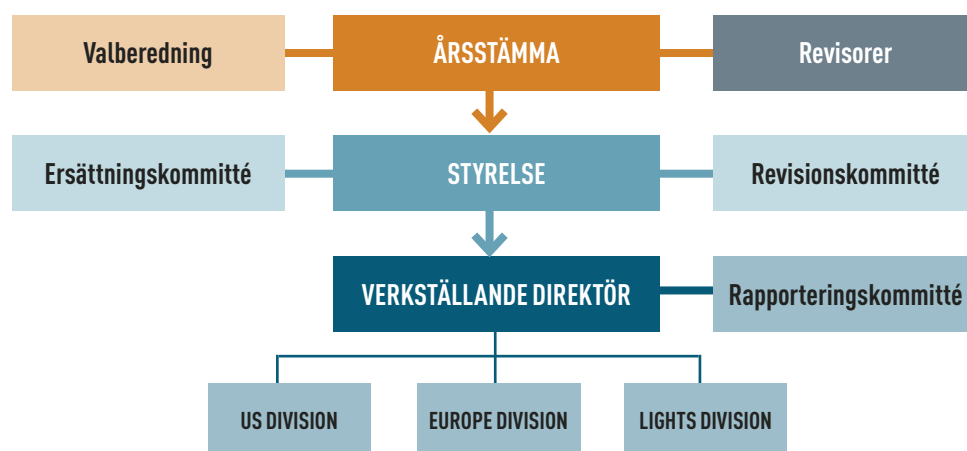 Valberedning
ÅRSSTÄMMA
Revisorer
Ersättningskommitté
STYRELSE
Revisionskommitté
VERKSTÄLLANDE DIREKTÖR
Rapporteringskommitté
US DIVISION
EUROPE DIVISION
LIGHTS DIVISION